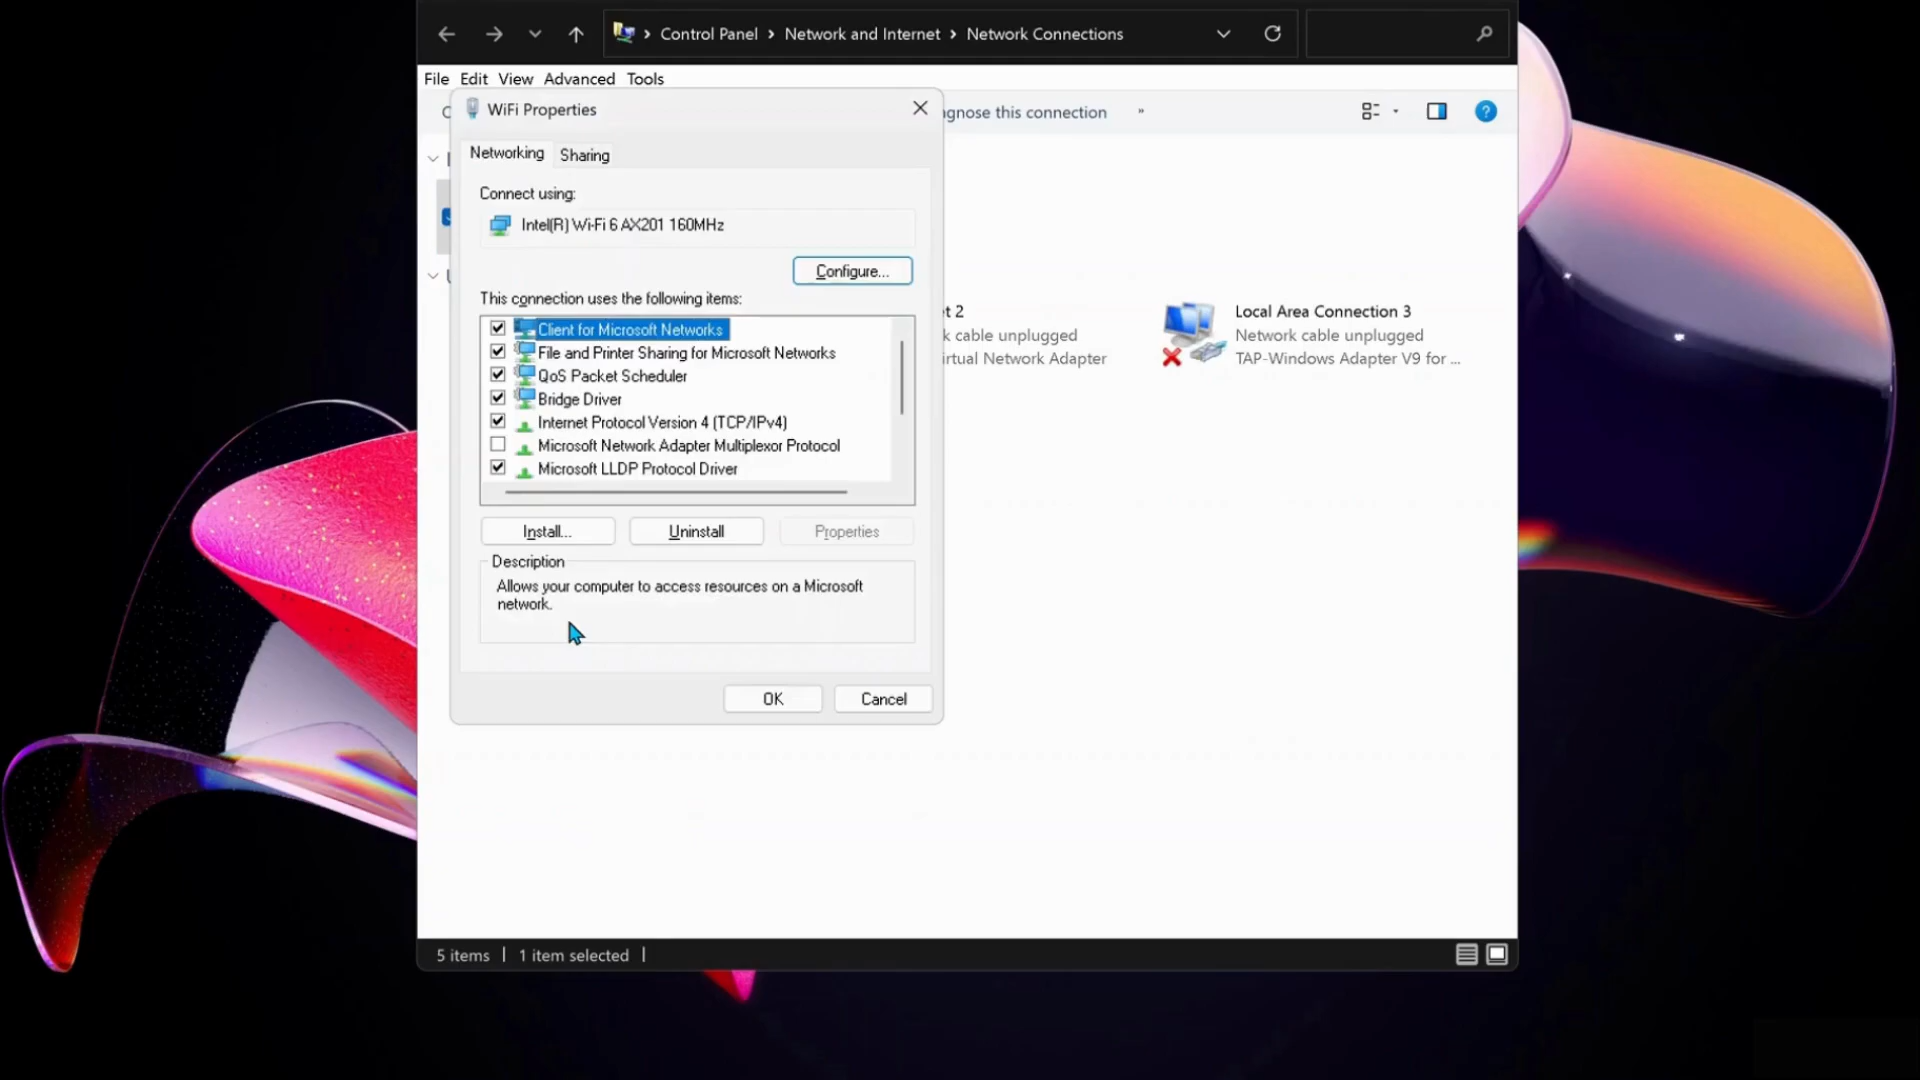 Control Panel > Network and Internet > Network Connections
File Edit View Advanced Tools
WiFi Properties
this connection
»
Networking Sharing
Connect using:
Intel(R) Wi-Fi 6 AX201 160MHz
Configure...
This connection uses the following items:
Client for Microsoft Networks
File and Printer Sharing for Microsoft Networks
QoS Packet Scheduler
Bridge Driver
Internet Protocol Version 4 (TCP/IPv4)
Microsoft Network Adapter Multiplexor Protocol
Microsoft LLDP Protocol Driver
Install... Uninstall Properties
Description
Allows your computer to access resources on a Microsoft
network.
OK Cancel
2
cable unplugged
Network Adapter
Local Area Connection 3
Network cable unplugged
TAP-Windows Adapter V9 for ...
5 items | 1 item selected |